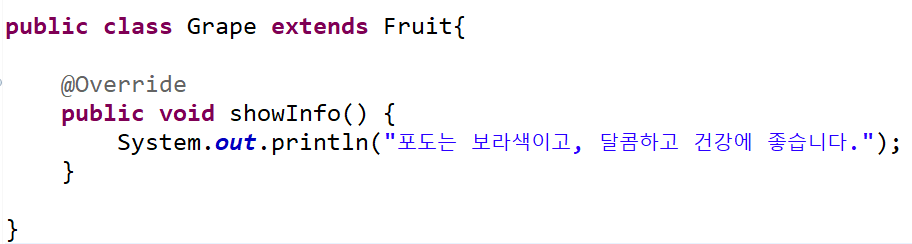 public class Grape extends Fruit{
@Override
public void showInfo() {
System.out.println("포도는 보라색이고, 달콤하고 건강에 좋습니다.");
}
}